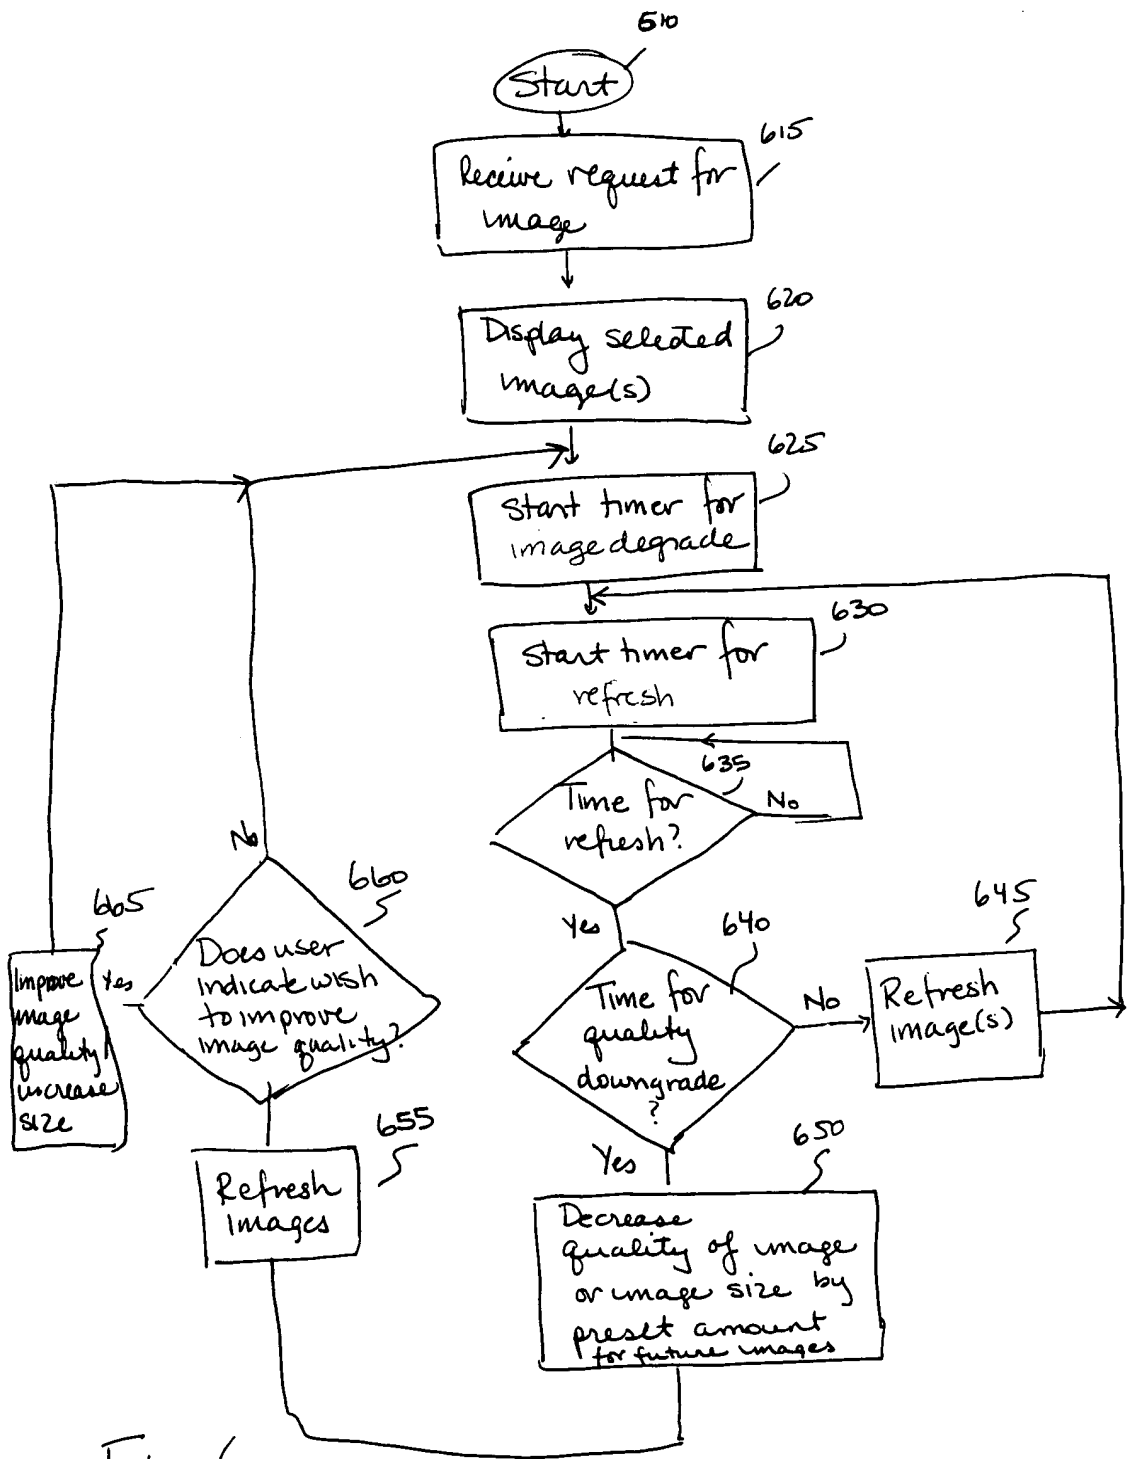 510
Start
615
Receive request for
image
620
Display selected
image(s)
625
Start timer for
image degrade
630
Start timer for
refresh
635
Time for
refresh?
No
Yes
640
Time for
quality
downgrade
?
No
645
Refresh
image(s)
Yes
650
Decrease
quality of image
or image size by
preset amount
for future images
655
Refresh
images
660
Does user
indicate wish
to improve
image quality?
No
Yes
665
Improve
image
quality/
increase
size